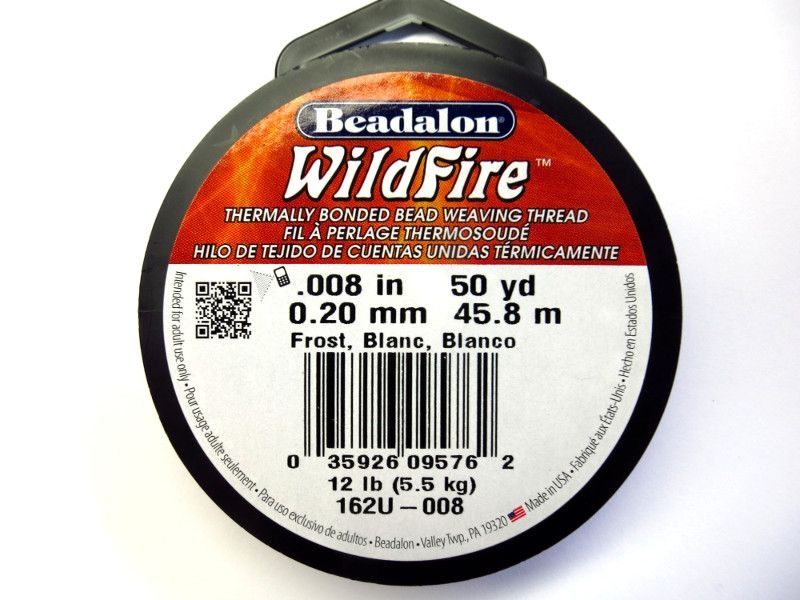 Beadalon®
WildFire™
THERMALLY BONDED BEAD WEAVING THREAD
FIL À PERLAGE THERMOSOUDÉ
HILO DE TEJIDO DE CUENTAS UNIDAS TÉRMICAMENTE
.008 in 50 yd
0.20 mm 45.8 m
Frost, Blanc, Blanco
0 35926 09576 2
12 lb (5.5 kg)
162U-008
Intended for adult use only • Pour usage adulte seulement • Para uso exclusivo de adultos • Beadalon • Valley Twp., PA 19320 Made in USA • Fabriqué aux États-Unis • Hecho en Estados Unidos